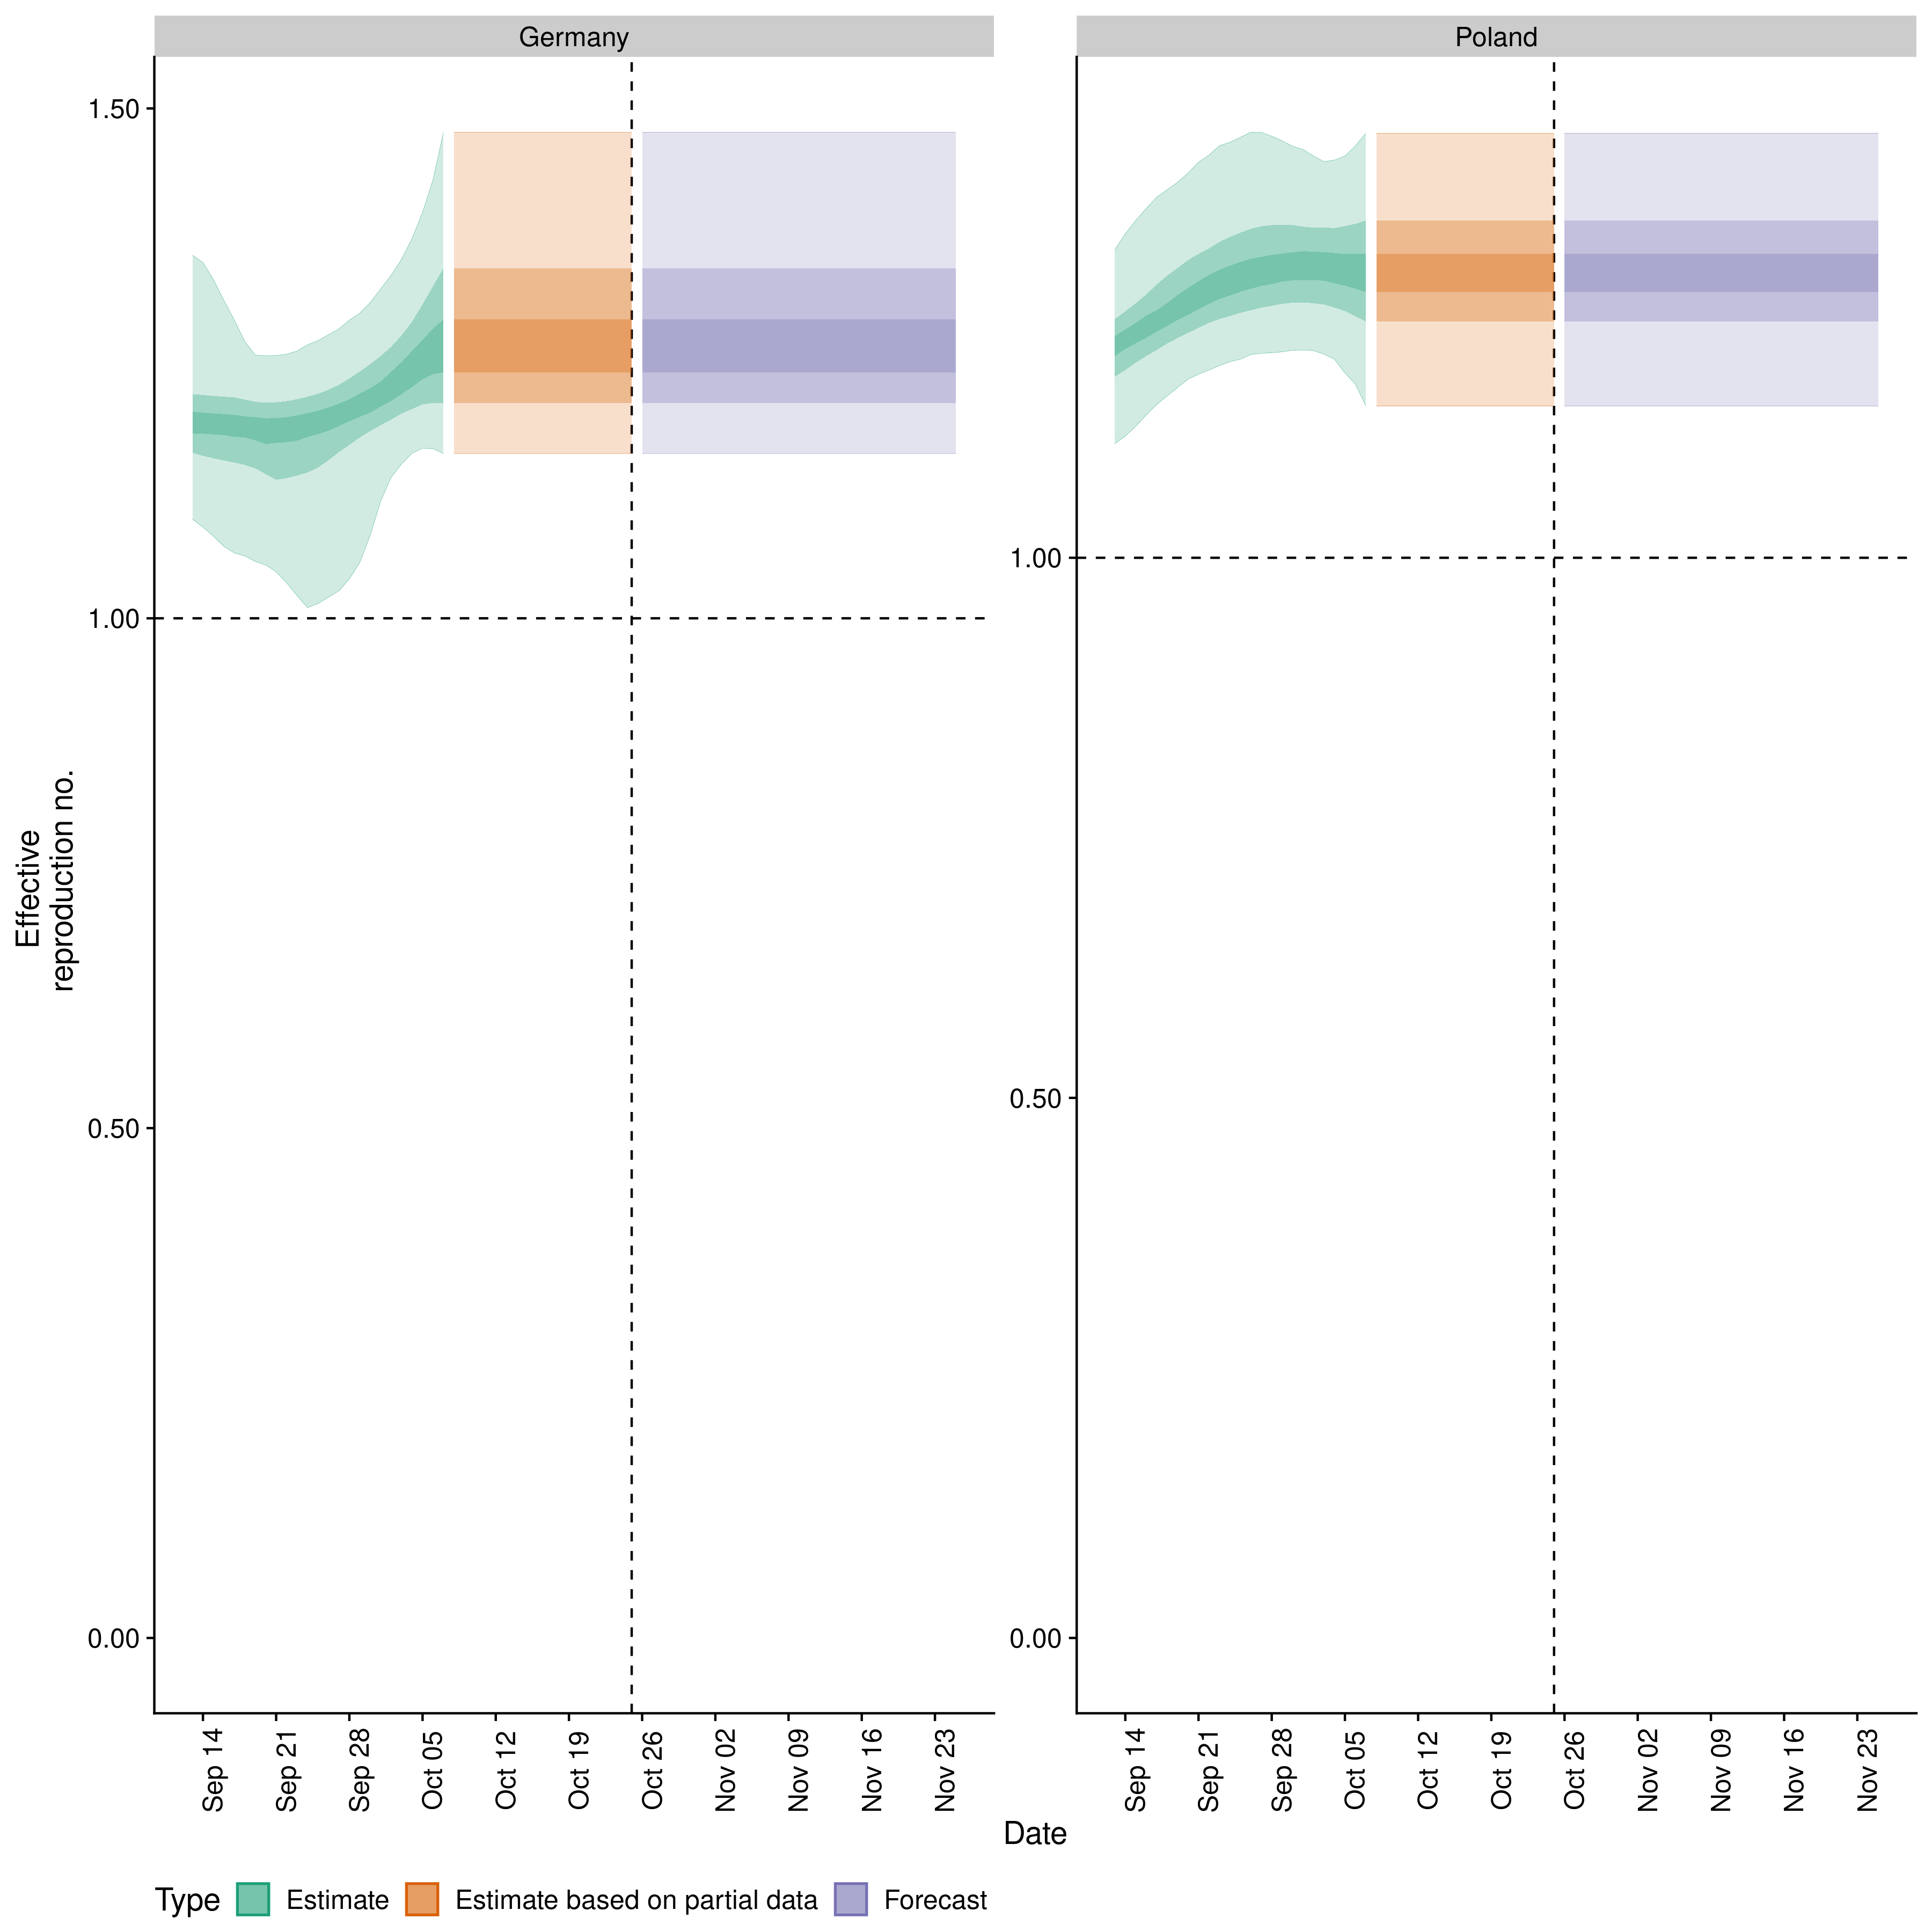 Germany
Poland
1.50
1.00
0.50
0.00
1.00
0.50
0.00
Effective
reproduction no.
Sep 14
Sep 21
Sep 28
Oct 05
Oct 12
Oct 19
Oct 26
Nov 02
Nov 09
Nov 16
Nov 23
Sep 14
Sep 21
Sep 28
Oct 05
Oct 12
Oct 19
Oct 26
Nov 02
Nov 09
Nov 16
Nov 23
Date
Type Estimate Estimate based on partial data Forecast